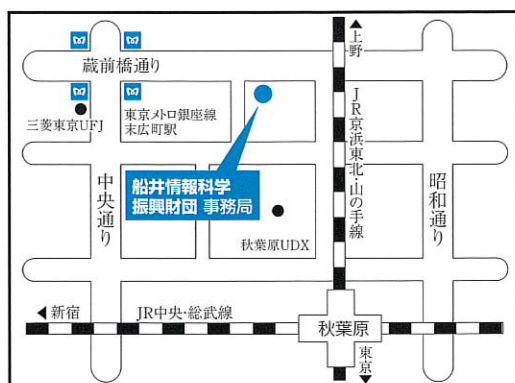 ▲上野
蔵前橋通り
三菱東京UFJ
東京メトロ銀座線
末広町駅
JR京浜東北・山の手線
中央通り
昭和通り
船井情報科学
振興財団 事務局
秋葉原UDX
◀新宿
JR中央・総武線
秋葉原
東京▼